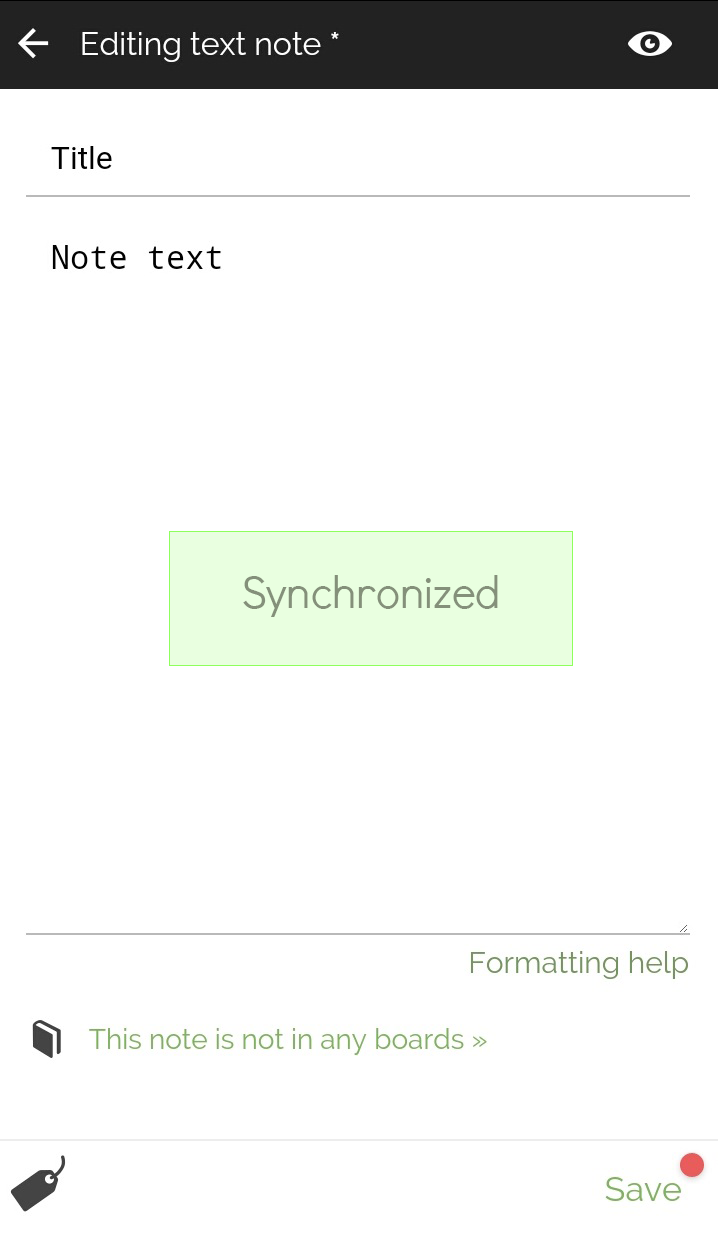 Editing text note *
Title
Note text
Synchronized
Formatting help
This note is not in any boards »
Save